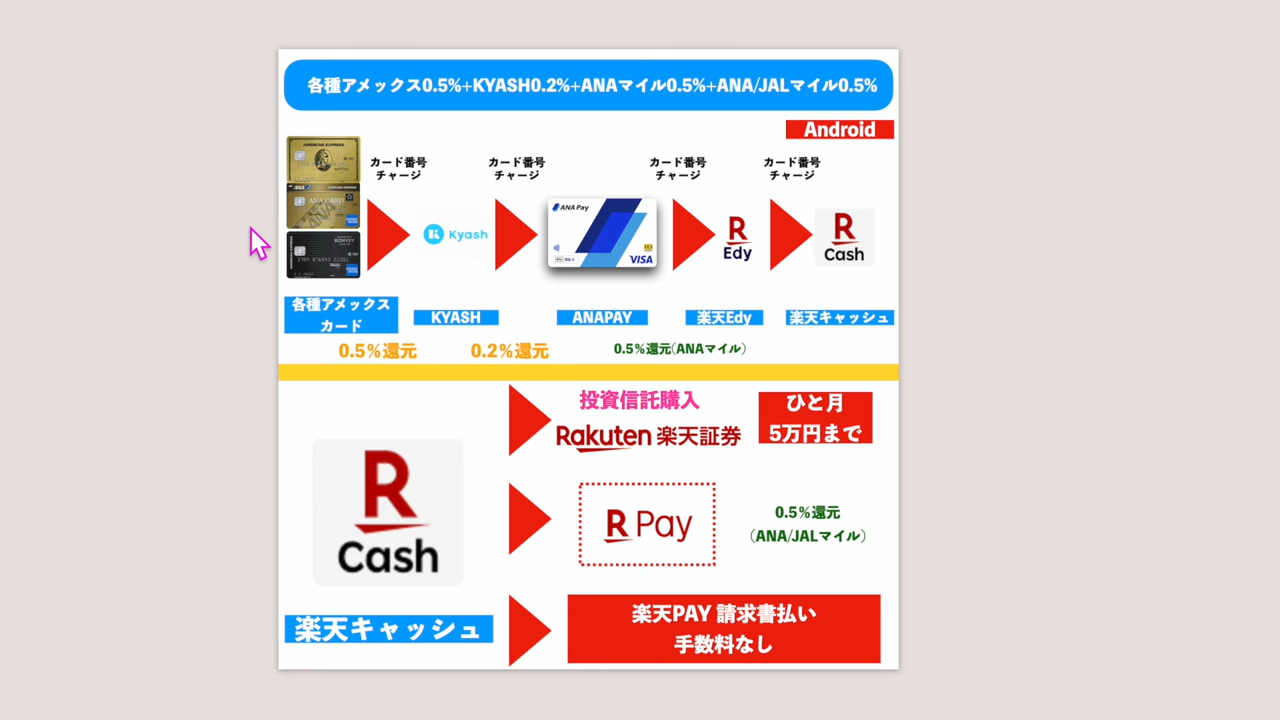 各種アメックス0.5%+KYASH0.2%+ANAマイル0.5%+ANA/JALマイル0.5%
Android
カード番号
チャージ
カード番号
チャージ
カード番号
チャージ
カード番号
チャージ
AMERICAN EXPRESS
ANA
ANA CARD
Kyash
ANA Pay
VISA
R
Edy
R
Cash
各種アメックス
カード
KYASH
ANAPAY
楽天Edy
楽天キャッシュ
0.5%還元
0.2%還元
0.5%還元(ANAマイル)
投資信託購入
Rakuten 楽天証券
ひと月
5万円まで
R
Cash
R Pay
0.5%還元
(ANA/JALマイル)
楽天キャッシュ
楽天PAY 請求書払い
手数料なし